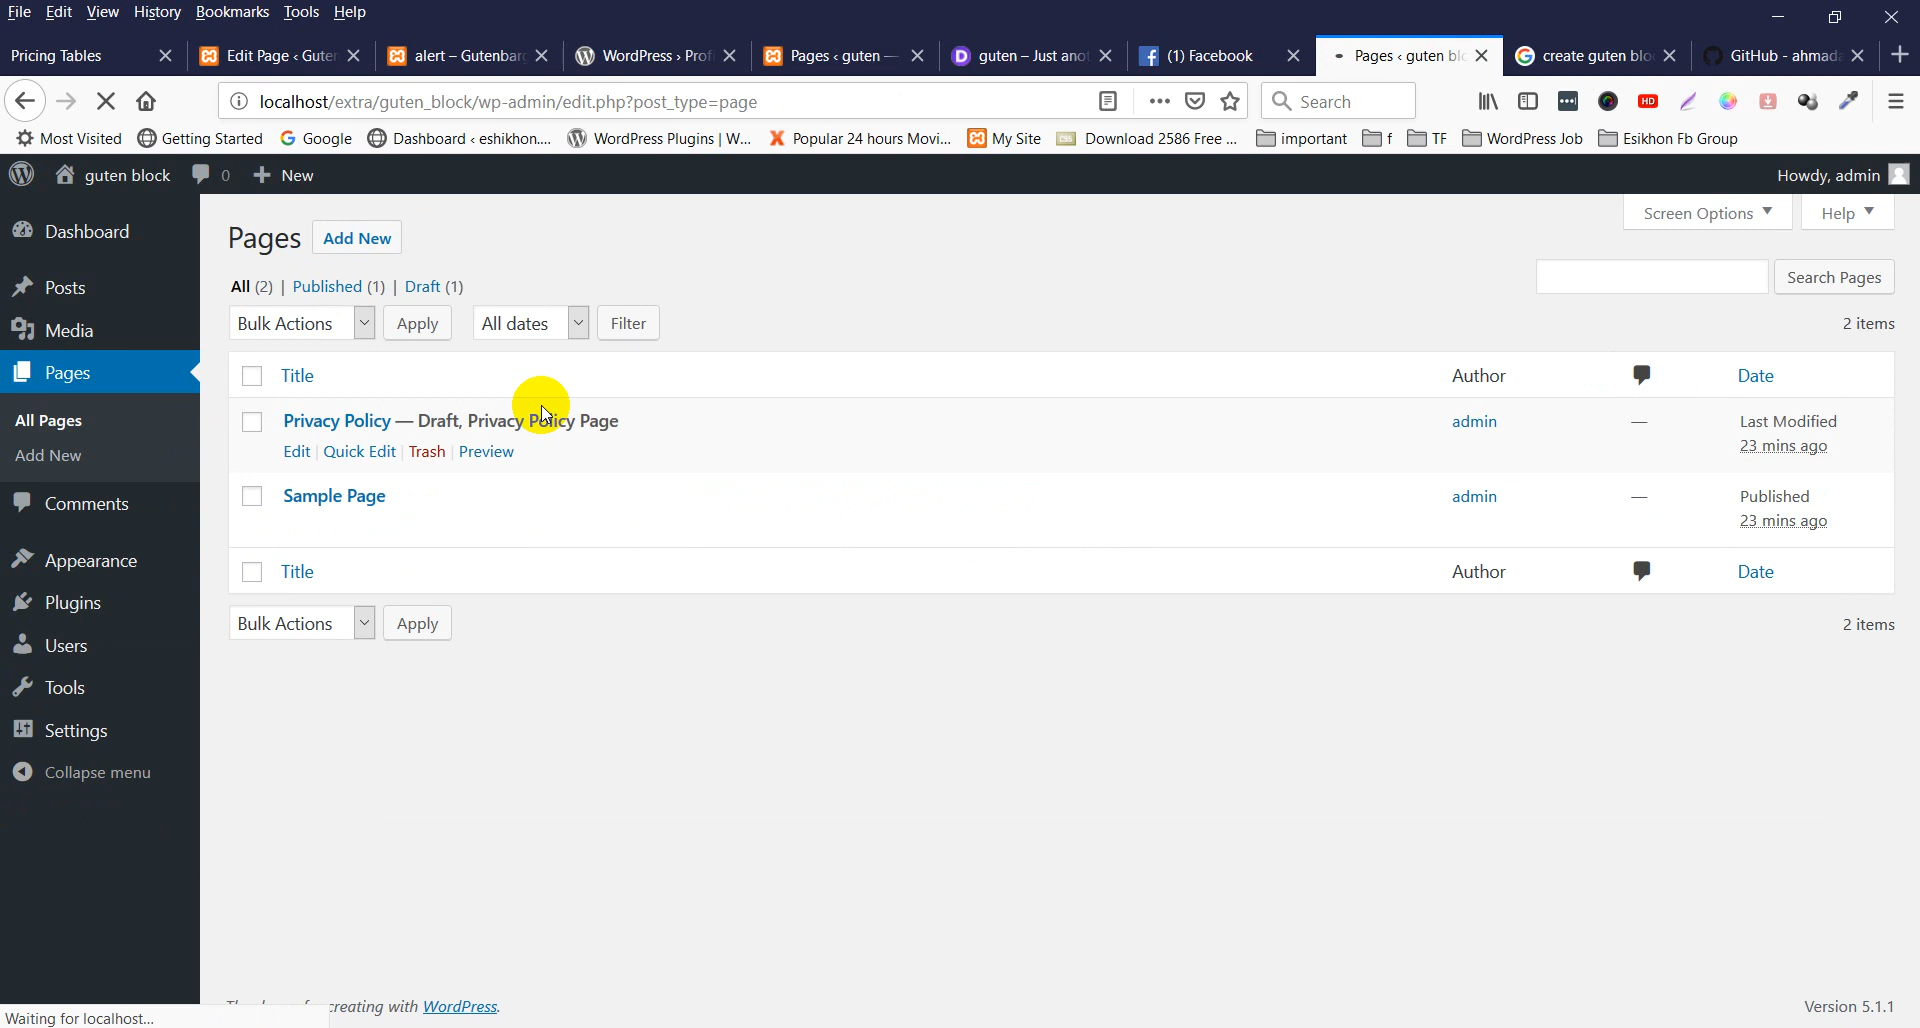 File Edit View History Bookmarks Tools Help
Pricing Tables
Edit Page ‹ Guten
alert – Gutenbarg
WordPress › Profi
Pages ‹ guten —
guten – Just anot
(1) Facebook
Pages ‹ guten blo
create guten bloc
GitHub - ahmada
localhost/extra/guten_block/wp-admin/edit.php?post_type=page
Search
HD
Most Visited Getting Started Google Dashboard ‹ eshikhon.... WordPress Plugins | W... Popular 24 hours Movi... My Site Download 2586 Free ... important f TF WordPress Job Esikhon Fb Group
guten block 0 New Howdy, admin
Dashboard
Posts
Media
Pages
All Pages
Add New
Comments
Appearance
Plugins
Users
Tools
Settings
Collapse menu
Screen Options Help
Pages Add New
All (2) | Published (1) | Draft (1)
Search Pages
Bulk Actions Apply All dates Filter 2 items
Title Author Date
Privacy Policy — Draft, Privacy Policy Page admin — Last Modified
Edit | Quick Edit | Trash | Preview 23 mins ago
Sample Page admin — Published
23 mins ago
Title Author Date
Bulk Actions Apply 2 items
creating with WordPress. Version 5.1.1
Waiting for localhost...